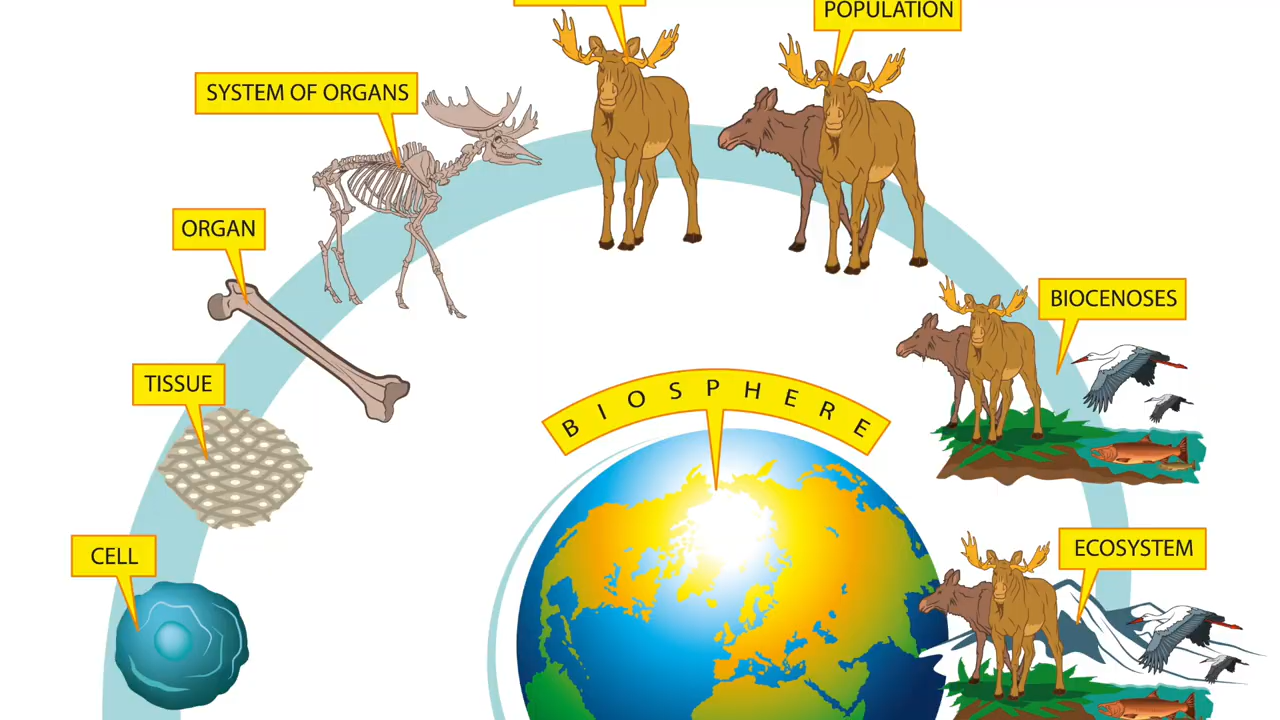 POPULATION
SYSTEM OF ORGANS
ORGAN
BIOCENOSES
TISSUE
BIOSPHERE
CELL
ECOSYSTEM